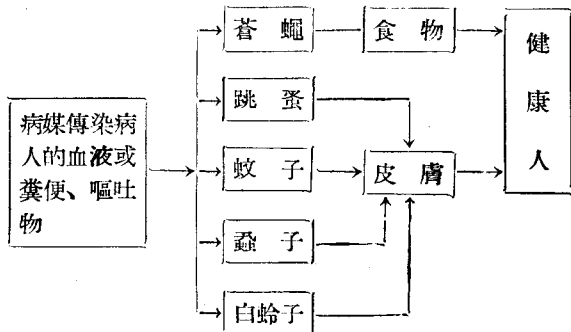 病媒傳染病
人的血液或
糞便、嘔吐
物
蒼蠅
食物
跳蚤
蚊子
皮膚
蝨子
白蛉子
健
康
人